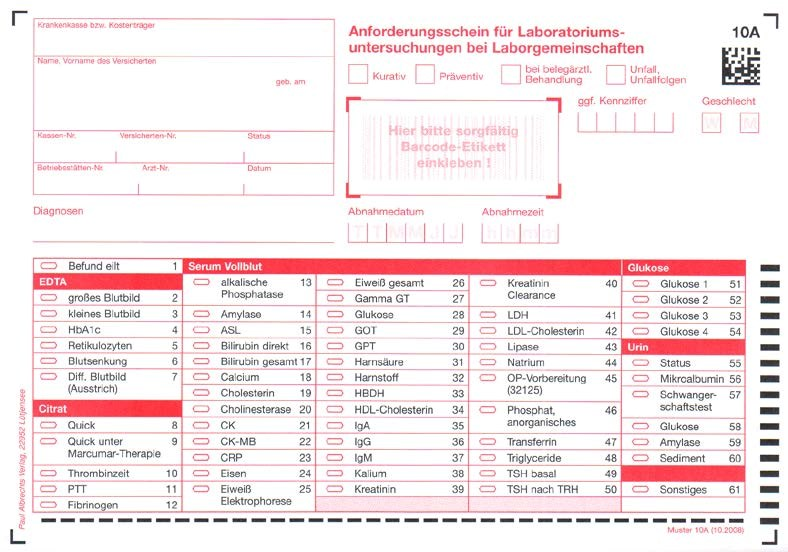 Krankenkasse bzw. Kostenträger
Name, Vorname des Versicherten
geb. am
Kassen-Nr. Versicherten-Nr. Status
Betriebsstätten-Nr. Arzt-Nr. Datum
Diagnosen
Anforderungsschein für Laboratoriums-
untersuchungen bei Laborgemeinschaften
10A
Kurativ
Präventiv
bei belegärztl.
Behandlung
Unfall,
Unfallfolgen
Hier bitte sorgfältig
Barcode-Etikett
einkleben !
ggf. Kennziffer
Geschlecht
W M
Abnahmedatum
T T M M J J
Abnahmezeit
h h m m
Befund eilt 1
EDTA
großes Blutbild 2
kleines Blutbild 3
HbA1c 4
Retikulozyten 5
Blutsenkung 6
Diff. Blutbild 7
(Ausstrich)
Citrat
Quick 8
Quick unter 9
Marcumar-Therapie
Thrombinzeit 10
PTT 11
Fibrinogen 12
Serum Vollblut
alkalische 13
Phosphatase
Amylase 14
ASL 15
Bilirubin direkt 16
Bilirubin gesamt 17
Calcium 18
Cholesterin 19
Cholinesterase 20
CK 21
CK-MB 22
CRP 23
Eisen 24
Eiweiß 25
Elektrophorese
Eiweiß gesamt 26
Gamma GT 27
Glukose 28
GOT 29
GPT 30
Harnsäure 31
Harnstoff 32
HBDH 33
HDL-Cholesterin 34
IgA 35
IgG 36
IgM 37
Kalium 38
Kreatinin 39
Kreatinin 40
Clearance
LDH 41
LDL-Cholesterin 42
Lipase 43
Natrium 44
OP-Vorbereitung 45
(32125)
Phosphat, 46
anorganisches
Transferrin 47
Triglyceride 48
TSH basal 49
TSH nach TRH 50
Glukose
Glukose 1 51
Glukose 2 52
Glukose 3 53
Glukose 4 54
Urin
Status 55
Mikroalbumin 56
Schwanger- 57
schaftstest
Glukose 58
Amylase 59
Sediment 60
Sonstiges 61
Paul Albrechts Verlag, 22952 Lütjensee
Muster 10A (10.2008)